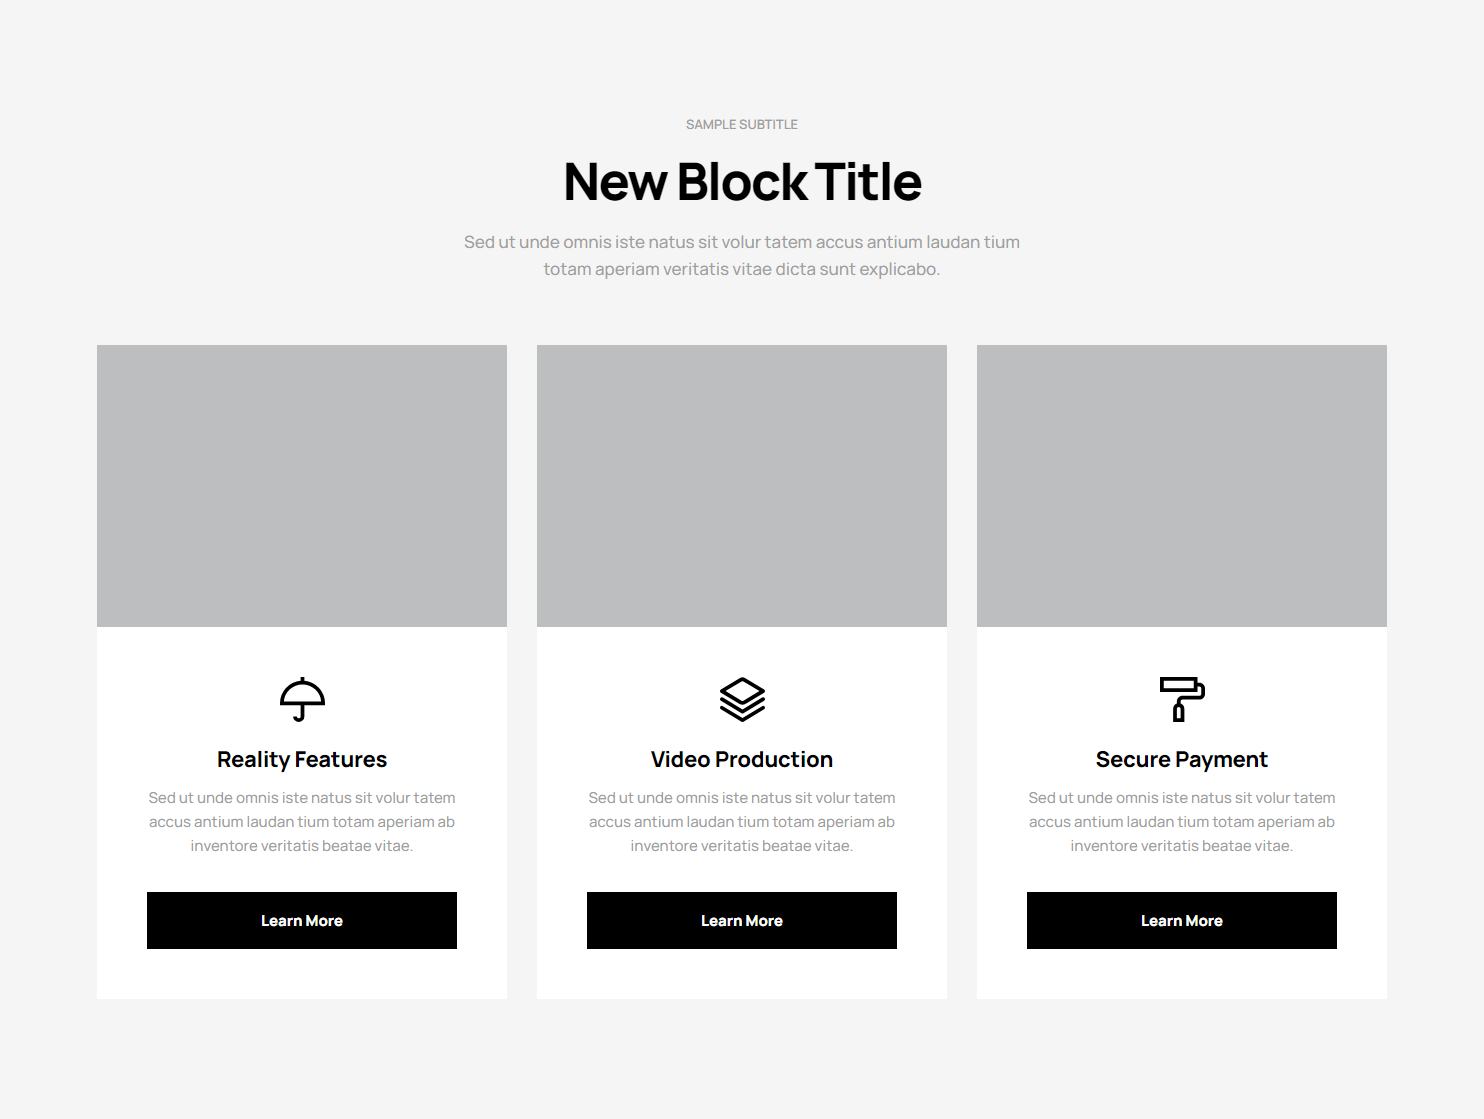 SAMPLE SUBTITLE
New Block Title
Sed ut unde omnis iste natus sit volur tatem accus antium laudan tium
totam aperiam veritatis vitae dicta sunt explicabo.
Reality Features
Sed ut unde omnis iste natus sit volur tatem
accus antium laudan tium totam aperiam ab
inventore veritatis beatae vitae.
Learn More
Video Production
Sed ut unde omnis iste natus sit volur tatem
accus antium laudan tium totam aperiam ab
inventore veritatis beatae vitae.
Learn More
Secure Payment
Sed ut unde omnis iste natus sit volur tatem
accus antium laudan tium totam aperiam ab
inventore veritatis beatae vitae.
Learn More